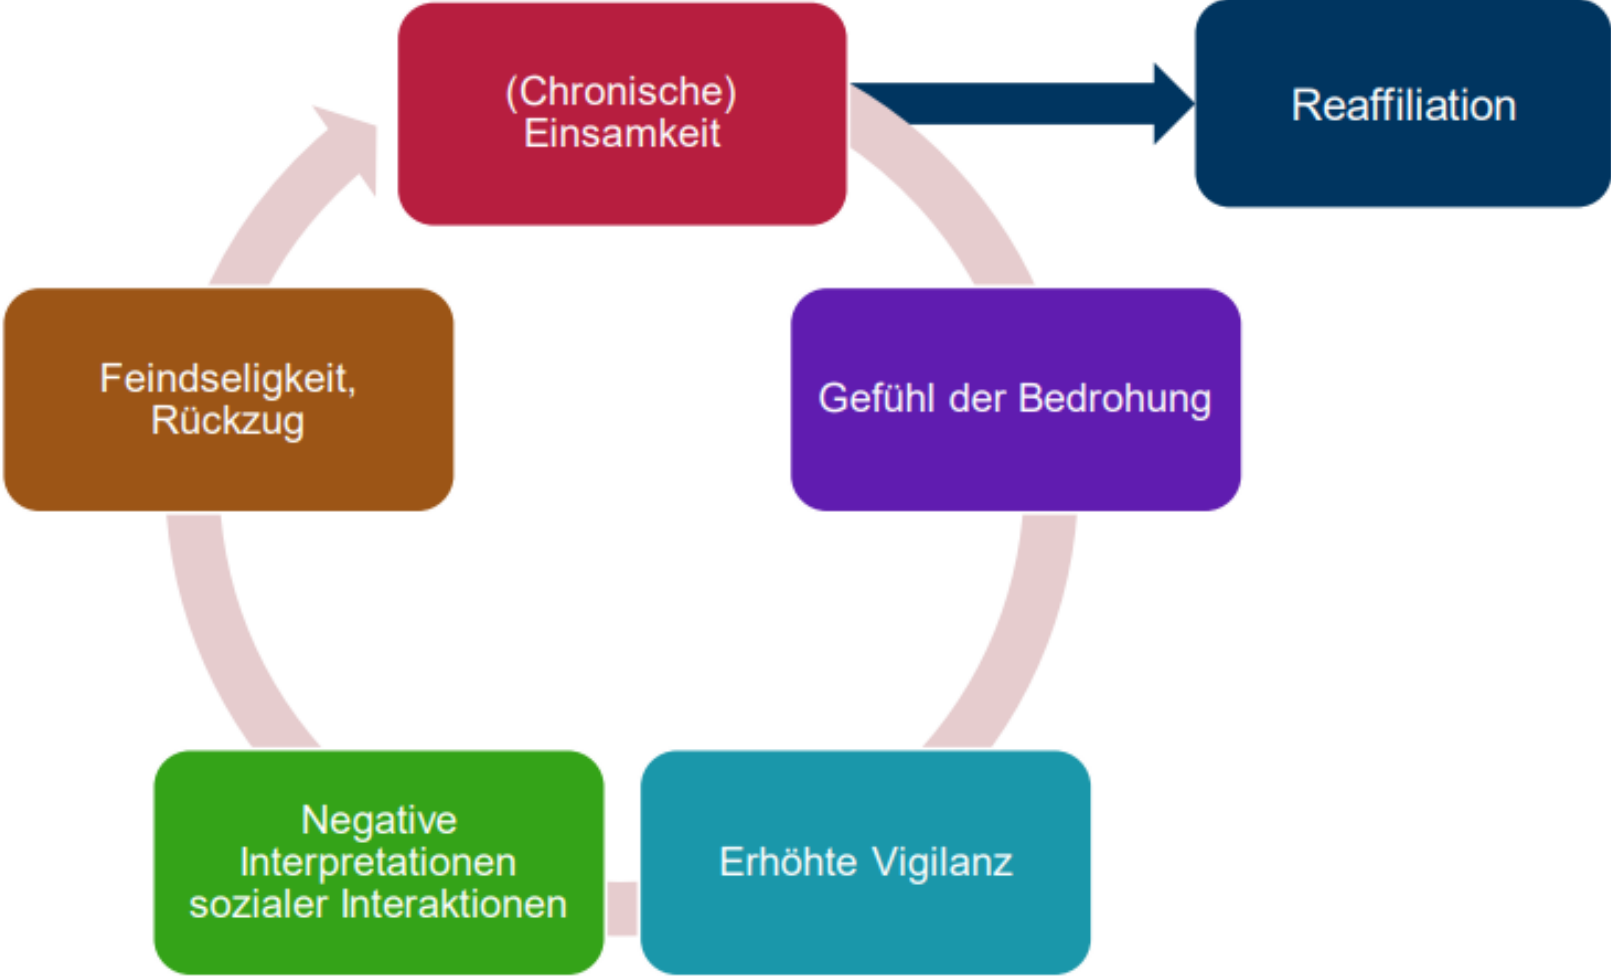 (Chronische)
Einsamkeit
Reaffiliation
Gefühl der Bedrohung
Erhöhte Vigilanz
Negative
Interpretationen
sozialer Interaktionen
Feindseligkeit,
Rückzug